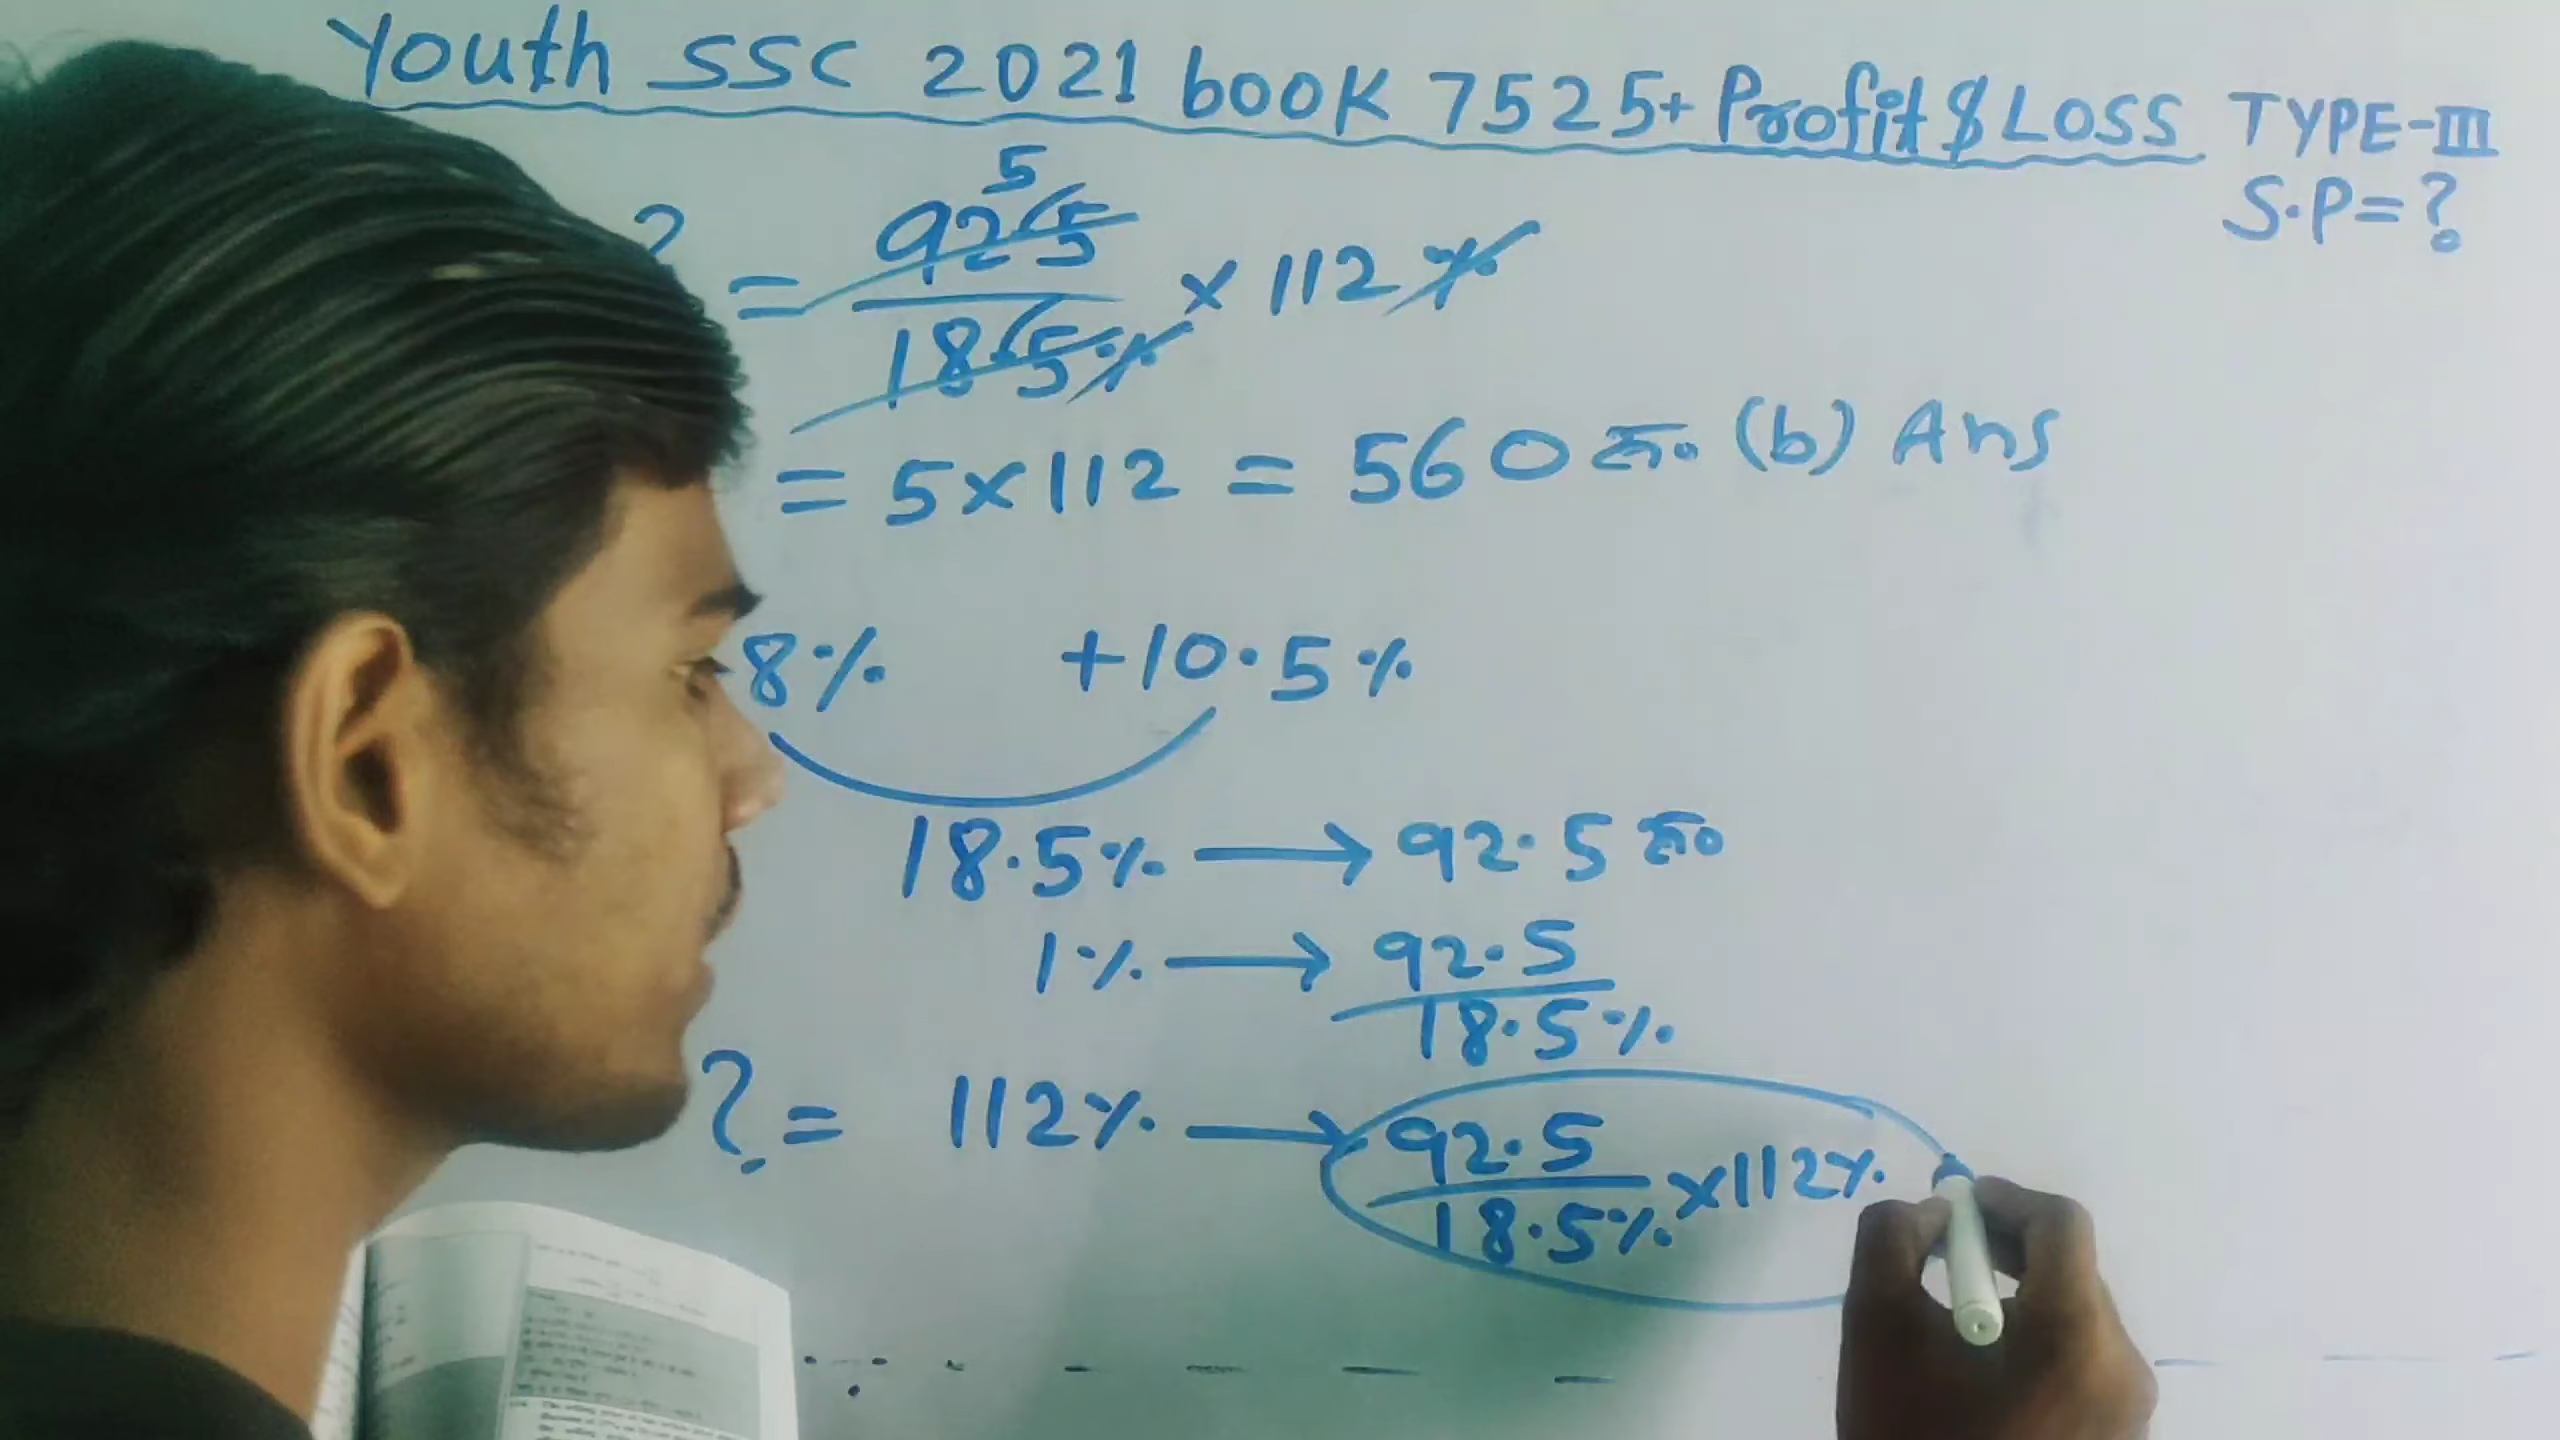 Youth SSC 2021 book 7525+ Profit & LOSS TYPE-III
S.P=?
? = 92.5/18.5% × 112%
5
= 5×112 = 560 रु० (b) Ans
8% +10.5%
18.5% → 92.5 रु०
1% → 92.5/18.5%
? = 112% → 92.5/18.5% ×112%